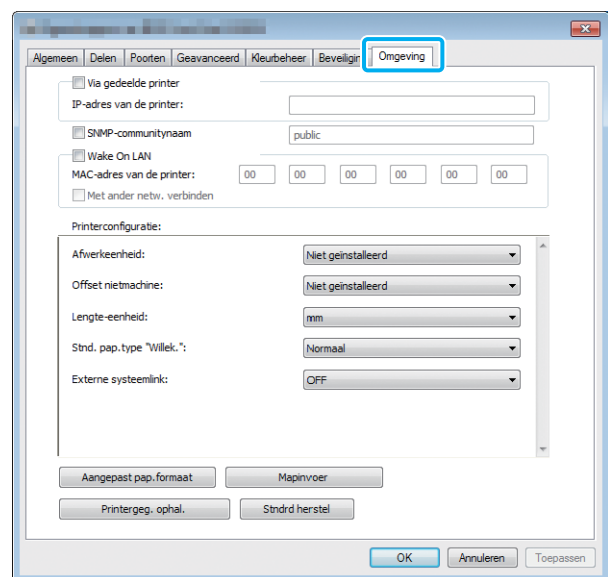 Algemeen Delen Poorten Geavanceerd Kleurbeheer Beveiligin Omgeving
Via gedeelde printer
IP-adres van de printer:
SNMP-communitynaam public
Wake On LAN
MAC-adres van de printer: 00 00 00 00 00 00
Met ander netw. verbinden
Printerconfiguratie:
Afwerkeenheid: Niet geïnstalleerd
Offset nietmachine: Niet geïnstalleerd
Lengte-eenheid: mm
Stnd. pap.type "Willek.": Normaal
Externe systeemlink: OFF
Aangepast pap.formaat Mapinvoer
Printergeg. ophal. Stndrd herstel
OK Annuleren Toepassen